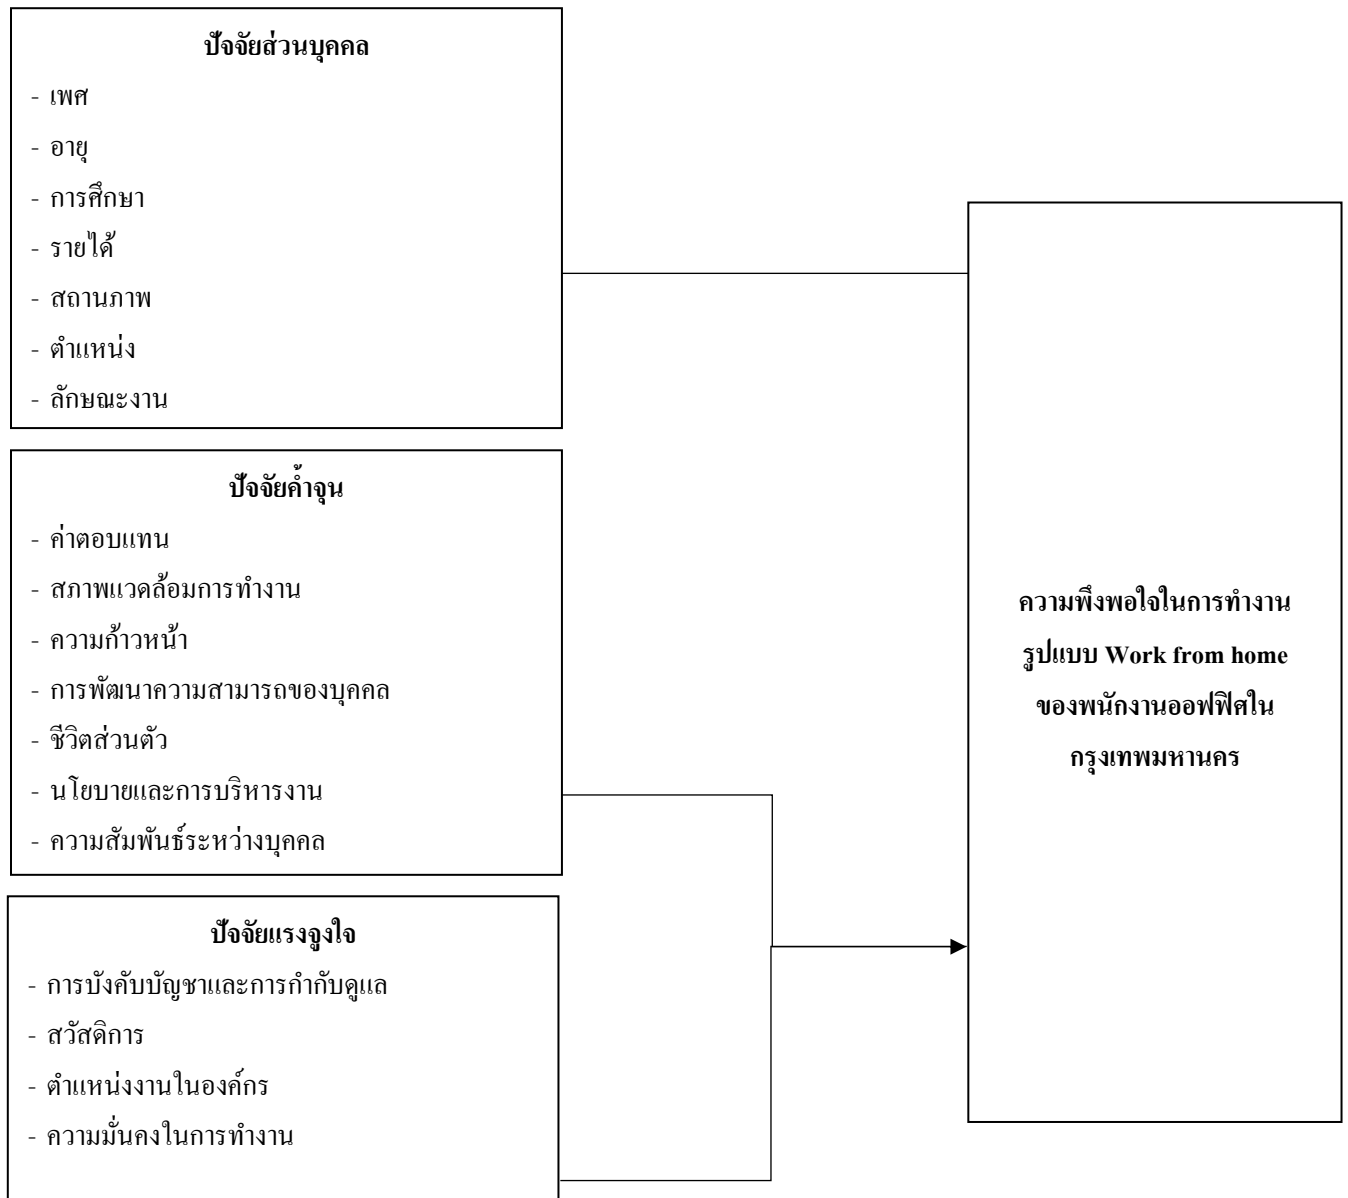 ปัจจัยส่วนบุคคล
- เพศ
- อายุ
- การศึกษา
- รายได้
- สถานภาพ
- ตำแหน่ง
- ลักษณะงาน
ปัจจัยค้ำจุน
- ค่าตอบแทน
- สภาพแวดล้อมการทำงาน
- ความก้าวหน้า
- การพัฒนาความสามารถของบุคคล
- ชีวิตส่วนตัว
- นโยบายและการบริหารงาน
- ความสัมพันธ์ระหว่างบุคคล
ปัจจัยแรงจูงใจ
- การบังคับบัญชาและการกำกับดูแล
- สวัสดิการ
- ตำแหน่งงานในองค์กร
- ความมั่นคงในการทำงาน
ความพึงพอใจในการทำงาน
รูปแบบ Work from home
ของพนักงานออฟฟิศใน
กรุงเทพมหานคร